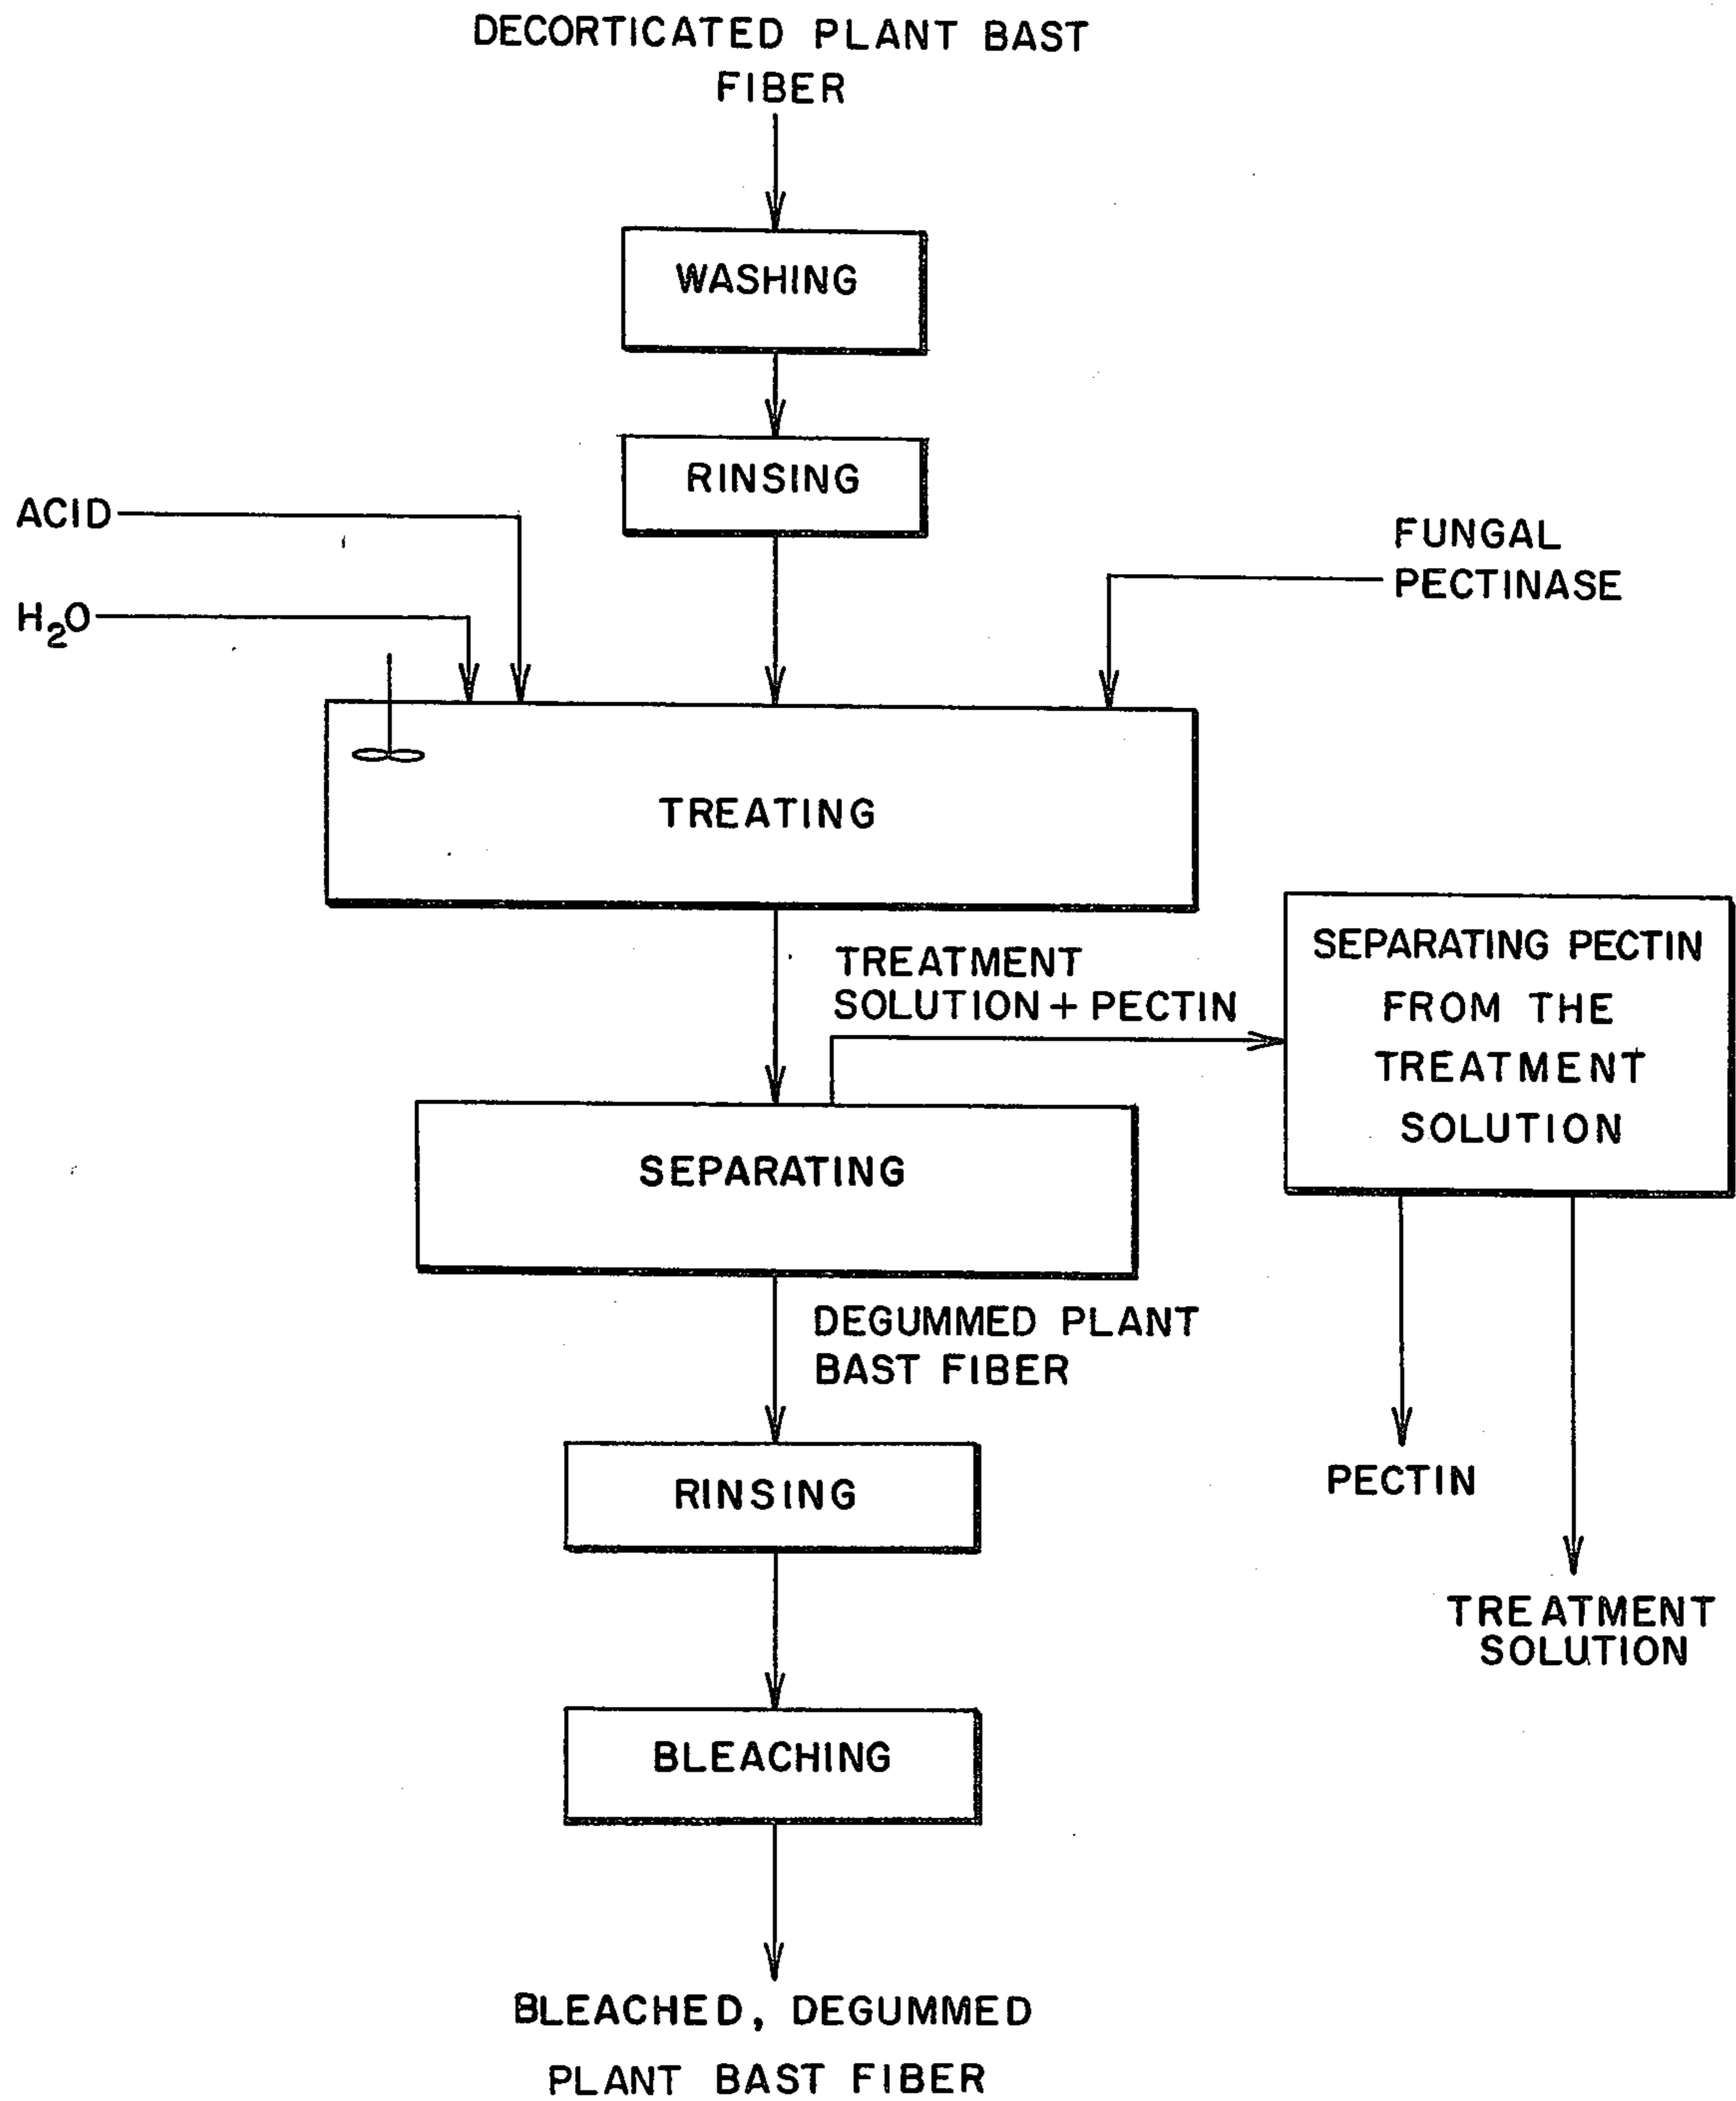 DECORTICATED PLANT BAST
FIBER
WASHING
RINSING
ACID
FUNGAL
PECTINASE
H₂O
TREATING
TREATMENT
SOLUTION + PECTIN
SEPARATING PECTIN
FROM THE
TREATMENT
SOLUTION
SEPARATING
DEGUMMED PLANT
BAST FIBER
RINSING
PECTIN
TREATMENT
SOLUTION
BLEACHING
BLEACHED, DEGUMMED
PLANT BAST FIBER